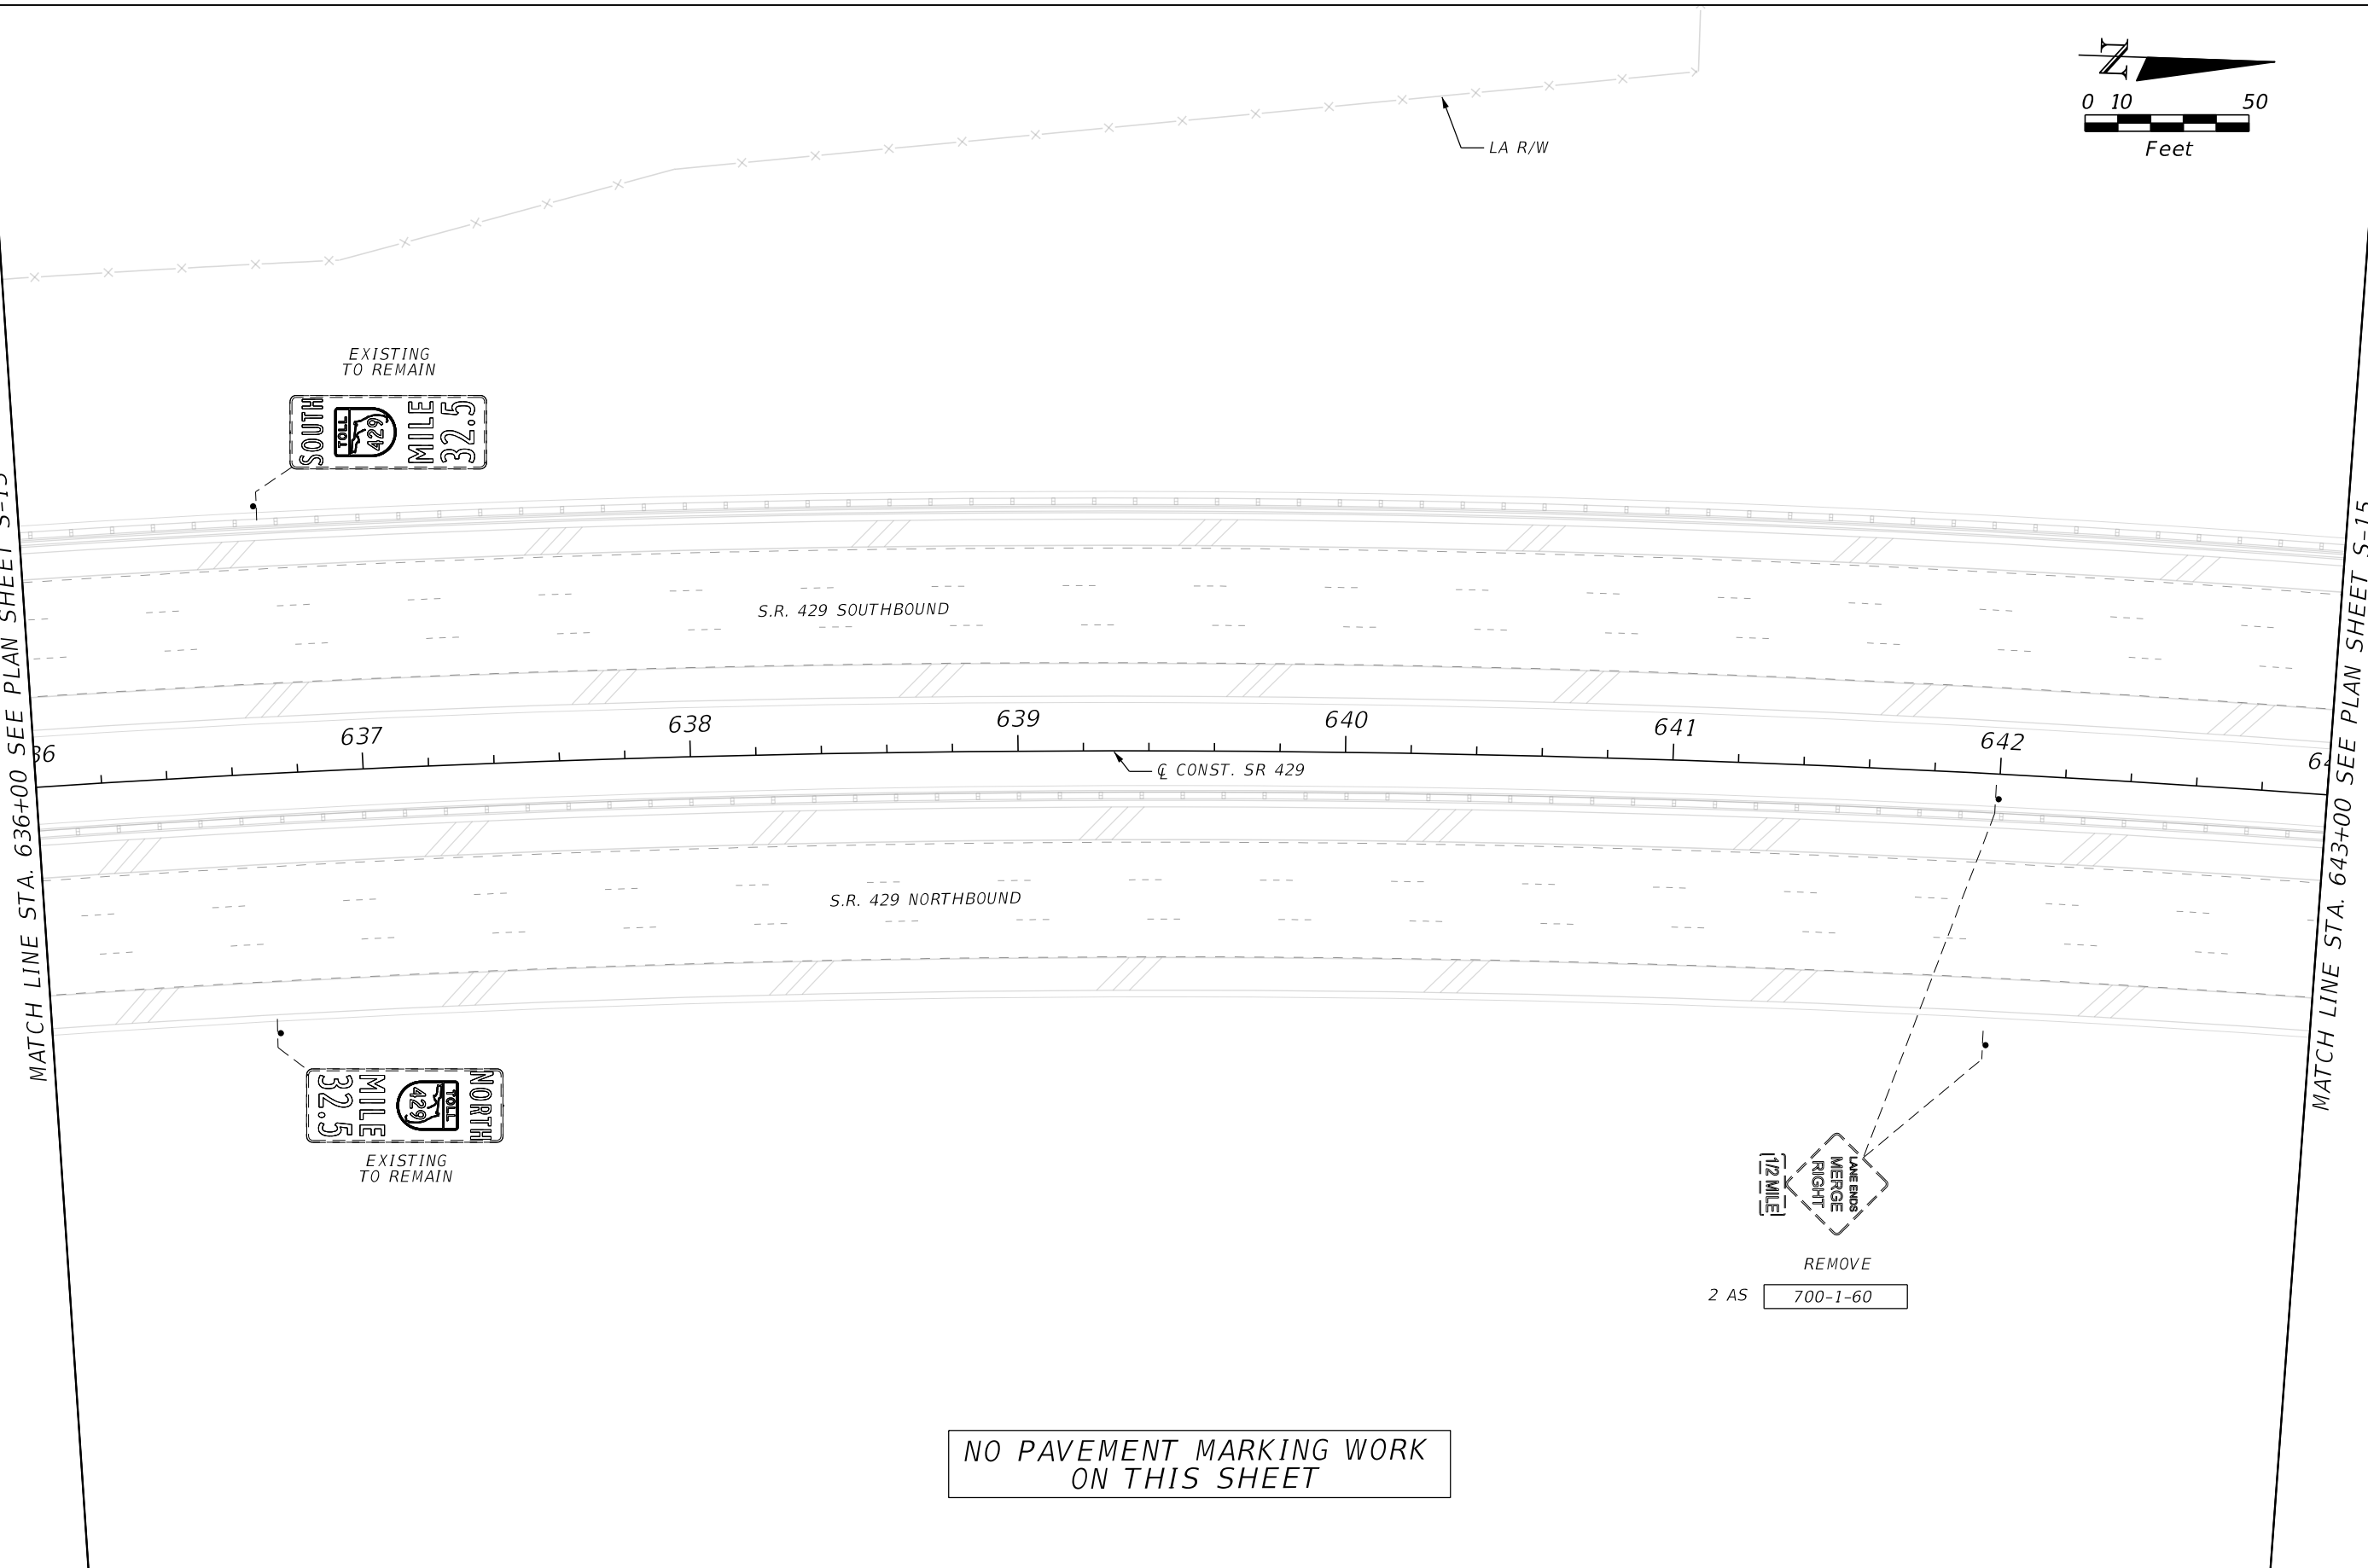 0 10 50
Feet
LA R/W
EXISTING
TO REMAIN
SOUTH
TOLL
429
MILE
32.5
S.R. 429 SOUTHBOUND
637
638
639
640
641
642
℄ CONST. SR 429
S.R. 429 NORTHBOUND
NORTH
TOLL
429
MILE
32.5
EXISTING
TO REMAIN
LANE ENDS
MERGE
RIGHT
1/2 MILE
REMOVE
2 AS 700-1-60
MATCH LINE STA. 636+00 SEE PLAN SHEET
MATCH LINE STA. 643+00 SEE PLAN SHEET S-15
NO PAVEMENT MARKING WORK
ON THIS SHEET